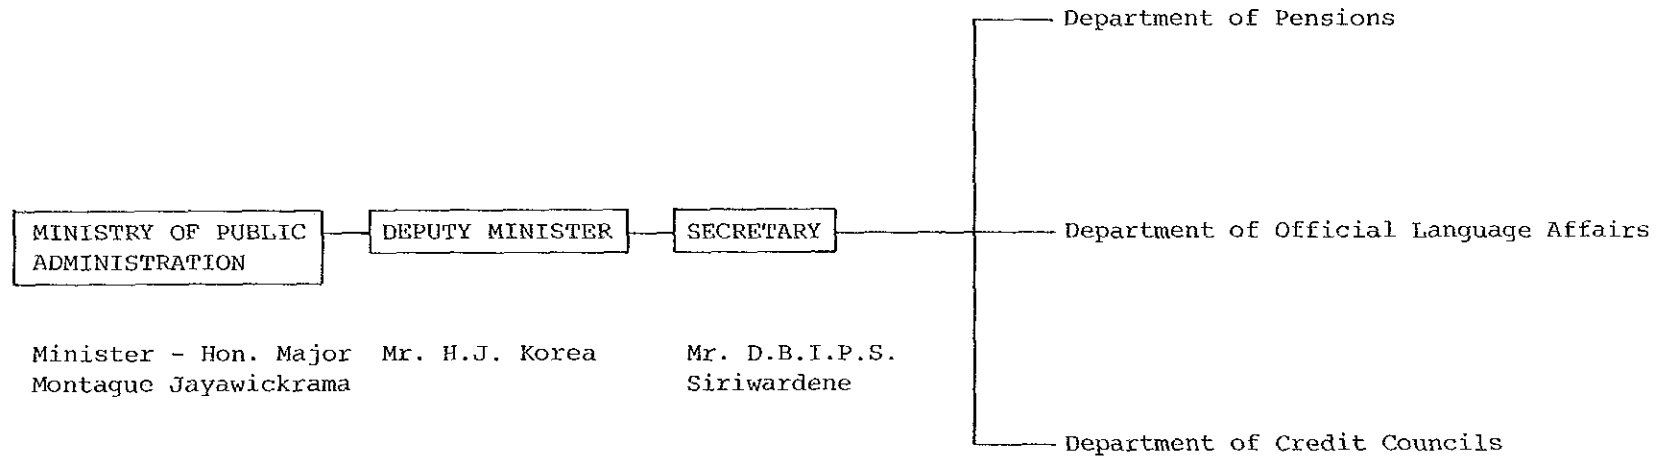 Department of Pensions
MINISTRY OF PUBLIC
ADMINISTRATION
DEPUTY MINISTER
SECRETARY
Department of Official Language Affairs
Minister - Hon. Major
Montague Jayawickrama
Mr. H.J. Korea
Mr. D.B.I.P.S.
Siriwardene
Department of Credit Councils